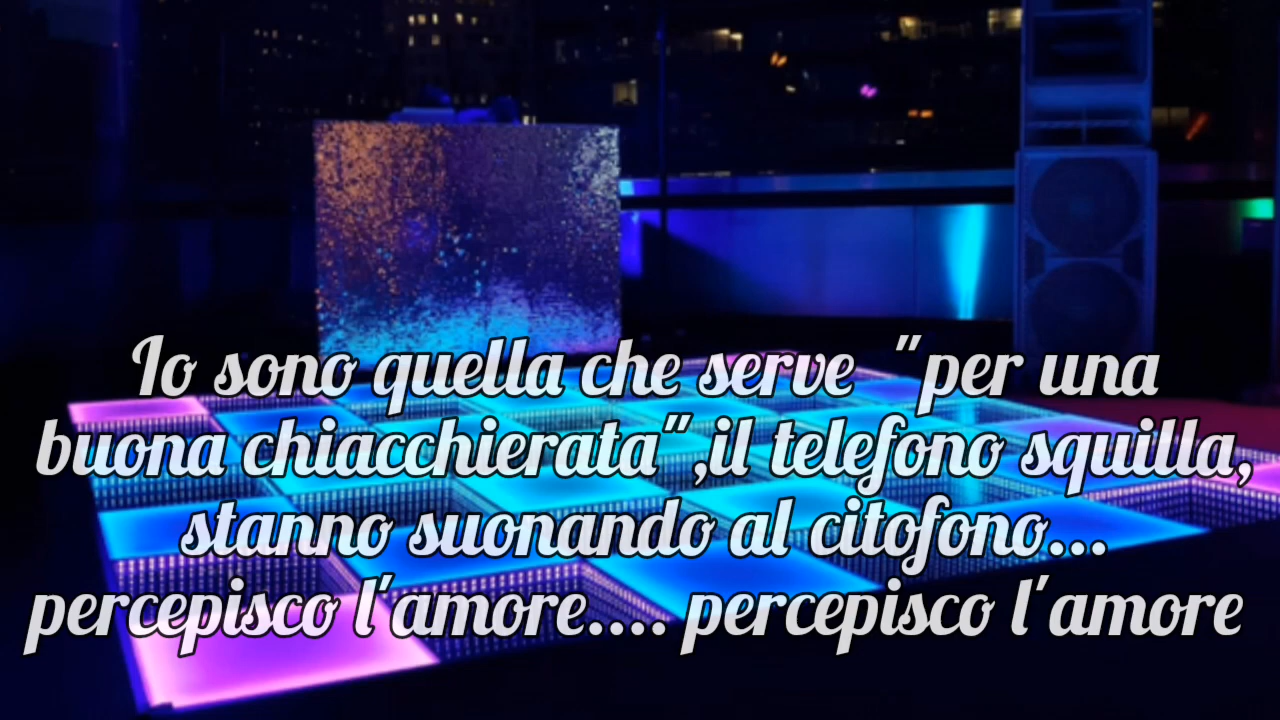 Io sono quella che serve "per una
buona chiacchierata",il telefono squilla,
stanno suonando al citofono...
percepisco l'amore.... percepisco l'amore